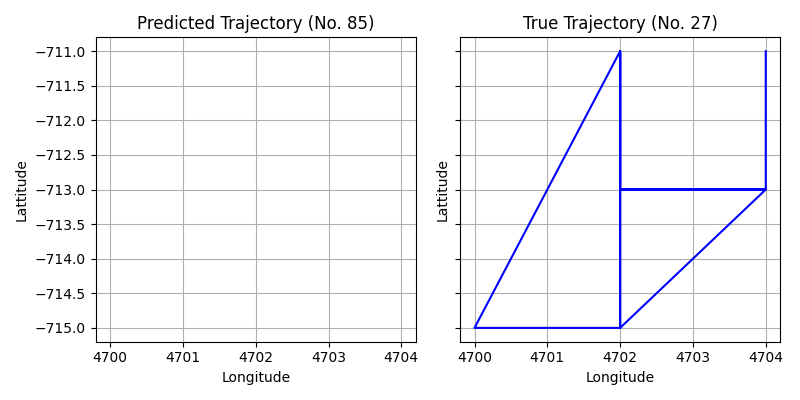 Predicted Trajectory (No. 85)
True Trajectory (No. 27)
−711.0
−711.5
−712.0
−712.5
−713.0
−713.5
−714.0
−714.5
−715.0
Lattitude
Lattitude
4700 4701 4702 4703 4704
4700 4701 4702 4703 4704
Longitude
Longitude